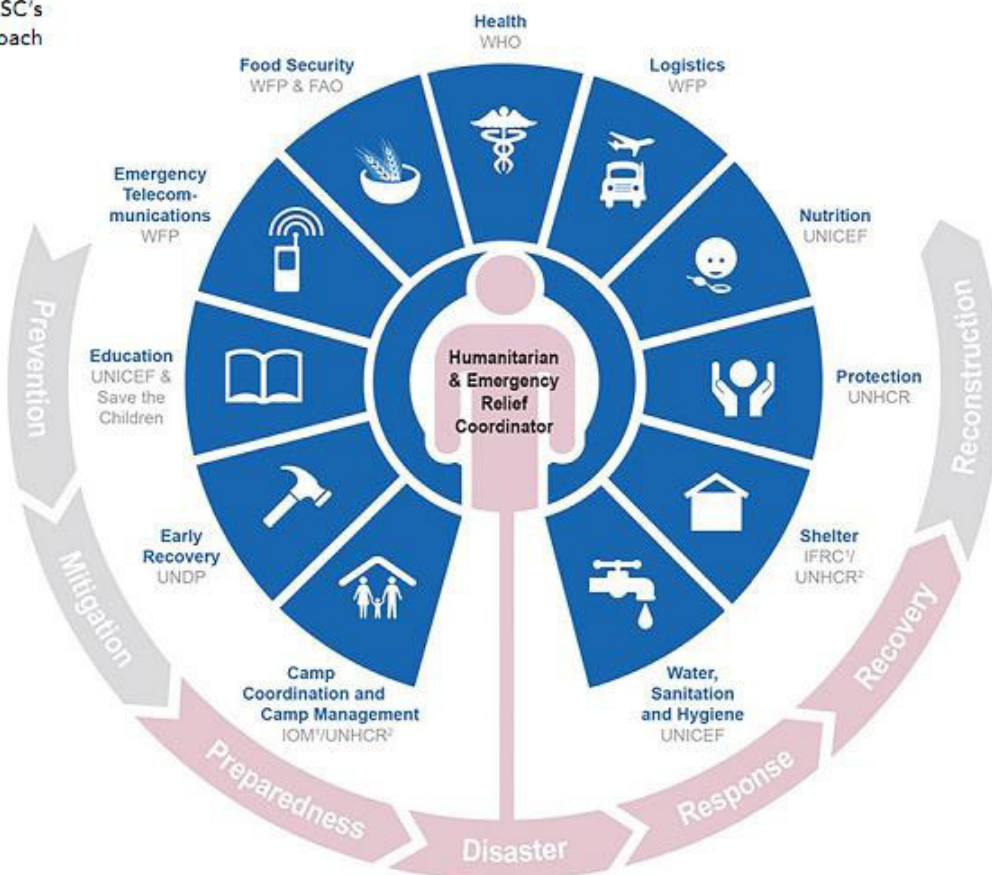 SC's
oach
Health
WHO
Food Security
WFP & FAO
Logistics
WFP
Emergency
Telecom-
munications
WFP
Nutrition
UNICEF
Education
UNICEF &
Save the
Children
Humanitarian
& Emergency
Relief
Coordinator
Protection
UNHCR
Early
Recovery
UNDP
Shelter
IFRC¹/
UNHCR²
Camp
Coordination and
Camp Management
IOM¹/UNHCR²
Water,
Sanitation
and Hygiene
UNICEF
Prevention
Mitigation
Preparedness
Disaster
Response
Recovery
Reconstruction